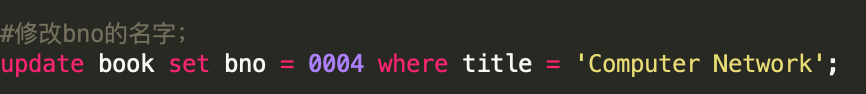 #修改bno的名字;
update book set bno = 0004 where title = 'Computer Network';